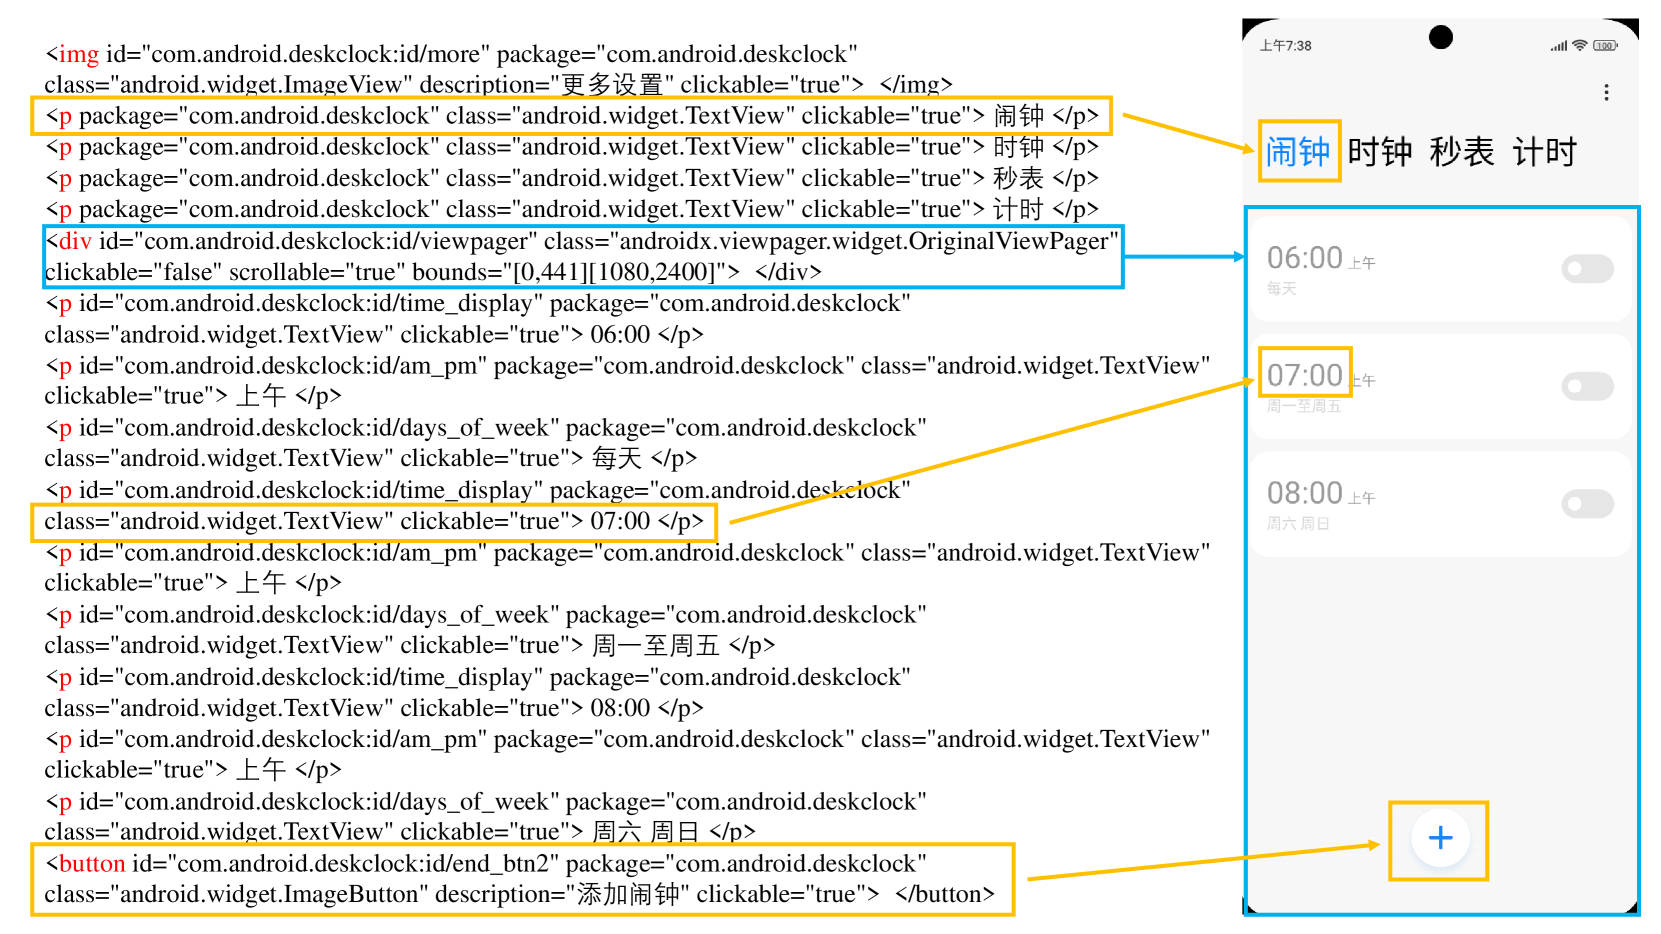 <img id="com.android.deskclock:id/more" package="com.android.deskclock"
class="android.widget.ImageView" description="更多设置" clickable="true">  </img>
<p package="com.android.deskclock" class="android.widget.TextView" clickable="true"> 闹钟 </p>
<p package="com.android.deskclock" class="android.widget.TextView" clickable="true"> 时钟 </p>
<p package="com.android.deskclock" class="android.widget.TextView" clickable="true"> 秒表 </p>
<p package="com.android.deskclock" class="android.widget.TextView" clickable="true"> 计时 </p>
<div id="com.android.deskclock:id/viewpager" class="androidx.viewpager.widget.OriginalViewPager"
clickable="false" scrollable="true" bounds="[0,441][1080,2400]">  </div>
<p id="com.android.deskclock:id/time_display" package="com.android.deskclock"
class="android.widget.TextView" clickable="true"> 06:00 </p>
<p id="com.android.deskclock:id/am_pm" package="com.android.deskclock" class="android.widget.TextView"
clickable="true"> 上午 </p>
<p id="com.android.deskclock:id/days_of_week" package="com.android.deskclock"
class="android.widget.TextView" clickable="true"> 每天 </p>
<p id="com.android.deskclock:id/time_display" package="com.android.deskclock"
class="android.widget.TextView" clickable="true"> 07:00 </p>
<p id="com.android.deskclock:id/am_pm" package="com.android.deskclock" class="android.widget.TextView"
clickable="true"> 上午 </p>
<p id="com.android.deskclock:id/days_of_week" package="com.android.deskclock"
class="android.widget.TextView" clickable="true"> 周一至周五 </p>
<p id="com.android.deskclock:id/time_display" package="com.android.deskclock"
class="android.widget.TextView" clickable="true"> 08:00 </p>
<p id="com.android.deskclock:id/am_pm" package="com.android.deskclock" class="android.widget.TextView"
clickable="true"> 上午 </p>
<p id="com.android.deskclock:id/days_of_week" package="com.android.deskclock"
class="android.widget.TextView" clickable="true"> 周六 周日 </p>
<button id="com.android.deskclock:id/end_btn2" package="com.android.deskclock"
class="android.widget.ImageButton" description="添加闹钟" clickable="true">  </button>
上午7:38 100
闹钟 时钟 秒表 计时
06:00 上午
每天
07:00 上午
周一至周五
08:00 上午
周六 周日